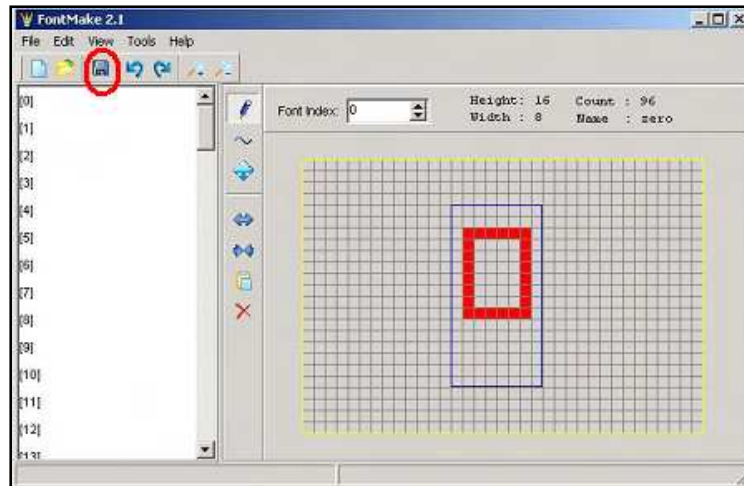 FontMake 2.1
File Edit View Tools Help
[0]
[1]
[2]
[3]
[4]
[5]
[6]
[7]
[8]
[9]
[10]
[11]
[12]
[13]
Font Index: 0
Height: 16 Count : 96
Width : 8 Name : zero